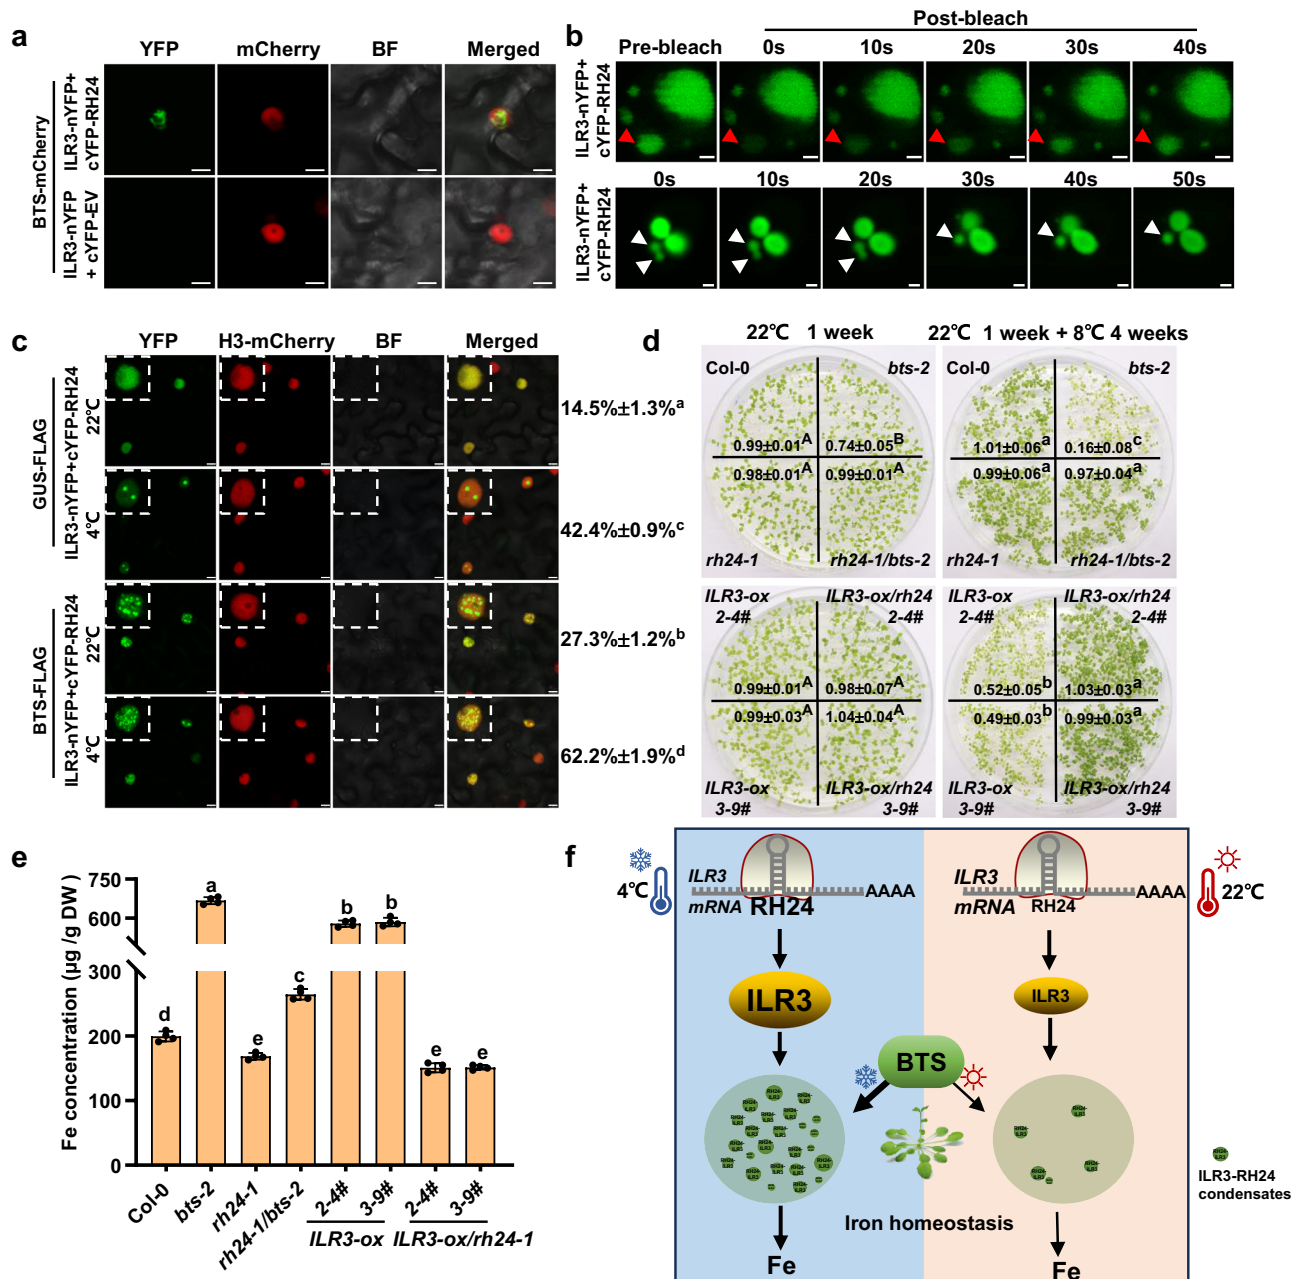 a
YFP
mCherry
BF
Merged
BTS-mCherry
ILR3-nYFP+
cYFP-RH24
ILR3-nYFP
+ cYFP-EV
b
Post-bleach
Pre-bleach
0s
10s
20s
30s
40s
ILR3-nYFP+
cYFP-RH24
0s
10s
20s
30s
40s
50s
ILR3-nYFP+
cYFP-RH24
c
YFP
H3-mCherry
BF
Merged
GUS-FLAG
ILR3-nYFP+cYFP-RH24
22℃
4℃
14.5%±1.3%a
42.4%±0.9%c
BTS-FLAG
ILR3-nYFP+cYFP-RH24
22℃
4℃
27.3%±1.2%b
62.2%±1.9%d
d
22℃ 1 week
22℃ 1 week + 8℃ 4 weeks
Col-0
bts-2
0.99±0.01A
0.74±0.05B
0.98±0.01A
0.99±0.01A
rh24-1
rh24-1/bts-2
Col-0
bts-2
1.01±0.06a
0.16±0.08c
0.99±0.06a
0.97±0.04a
rh24-1
rh24-1/bts-2
ILR3-ox
2-4#
ILR3-ox/rh24
2-4#
0.99±0.01A
0.98±0.07A
0.99±0.03A
1.04±0.04A
ILR3-ox
3-9#
ILR3-ox/rh24
3-9#
ILR3-ox
2-4#
ILR3-ox/rh24
2-4#
0.52±0.05b
1.03±0.03a
0.49±0.03b
0.99±0.03a
ILR3-ox
3-9#
ILR3-ox/rh24
3-9#
e
Fe concentration (µg /g DW)
750
600
300
200
100
0
d
a
e
c
b
b
e
e
Col-0
bts-2
rh24-1
rh24-1/bts-2
2-4#
3-9#
2-4#
3-9#
ILR3-ox
ILR3-ox/rh24-1
f
4℃
ILR3
mRNA
RH24
AAAA
ILR3
mRNA
RH24
AAAA
22℃
ILR3
ILR3
BTS
Iron homeostasis
Fe
Fe
RH24-
ILR3
ILR3-RH24
condensates